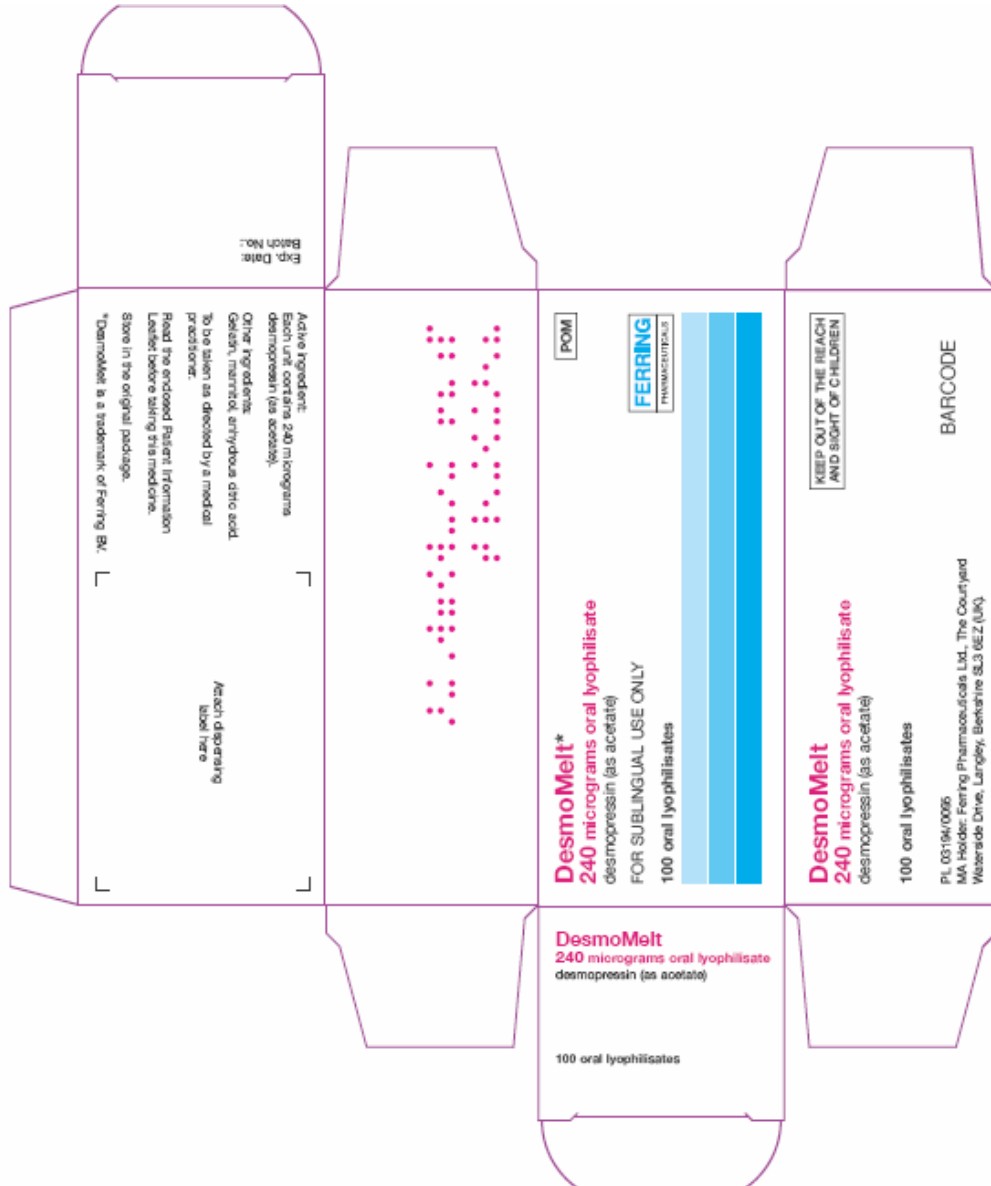 Exp. Date:
Batch No.:
Active ingredient:
Each unit contains 240 micrograms
desmopressin (as acetate).
Other ingredients:
Gelatin, mannitol, anhydrous citric acid.
To be taken as directed by a medical
practitioner.
Read the enclosed Patient Information
Leaflet before taking this medicine.
Store in the original package.
*DesmoMelt is a trademark of Ferring BV.
Attach dispensing
label here
DesmoMelt*
240 micrograms oral lyophilisate
desmopressin (as acetate)
FOR SUBLINGUAL USE ONLY
100 oral lyophilisates
POM
FERRING
PHARMACEUTICALS
DesmoMelt
240 micrograms oral lyophilisate
desmopressin (as acetate)
100 oral lyophilisates
PL 03194/0095
MA Holder: Ferring Pharmaceuticals Ltd., The Courtyard
Waterside Drive, Langley, Berkshire SL3 6EZ (UK).
KEEP OUT OF THE REACH
AND SIGHT OF CHILDREN
BARCODE
DesmoMelt
240 micrograms oral lyophilisate
desmopressin (as acetate)
100 oral lyophilisates